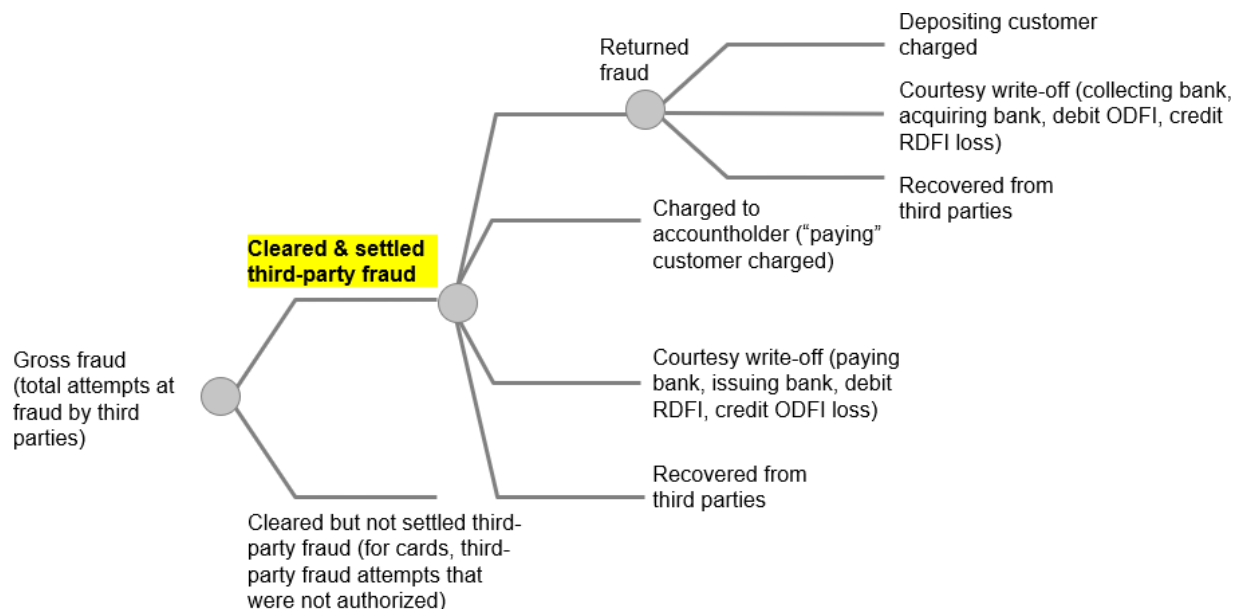 Depositing customer
charged
Returned
fraud
Courtesy write-off (collecting bank,
acquiring bank, debit ODFI, credit
RDFI loss)
Recovered from
third parties
Charged to
accountholder (“paying”
customer charged)
Cleared & settled
third-party fraud
Gross fraud
(total attempts at
fraud by third
parties)
Courtesy write-off (paying
bank, issuing bank, debit
RDFI, credit ODFI loss)
Recovered from
third parties
Cleared but not settled third-
party fraud (for cards, third-
party fraud attempts that
were not authorized)